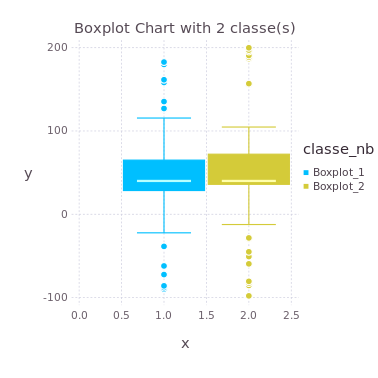 Boxplot Chart with 2 classe(s)
200
100
0
-100
y
0.0 0.5 1.0 1.5 2.0 2.5
x
classe_nb
Boxplot_1
Boxplot_2